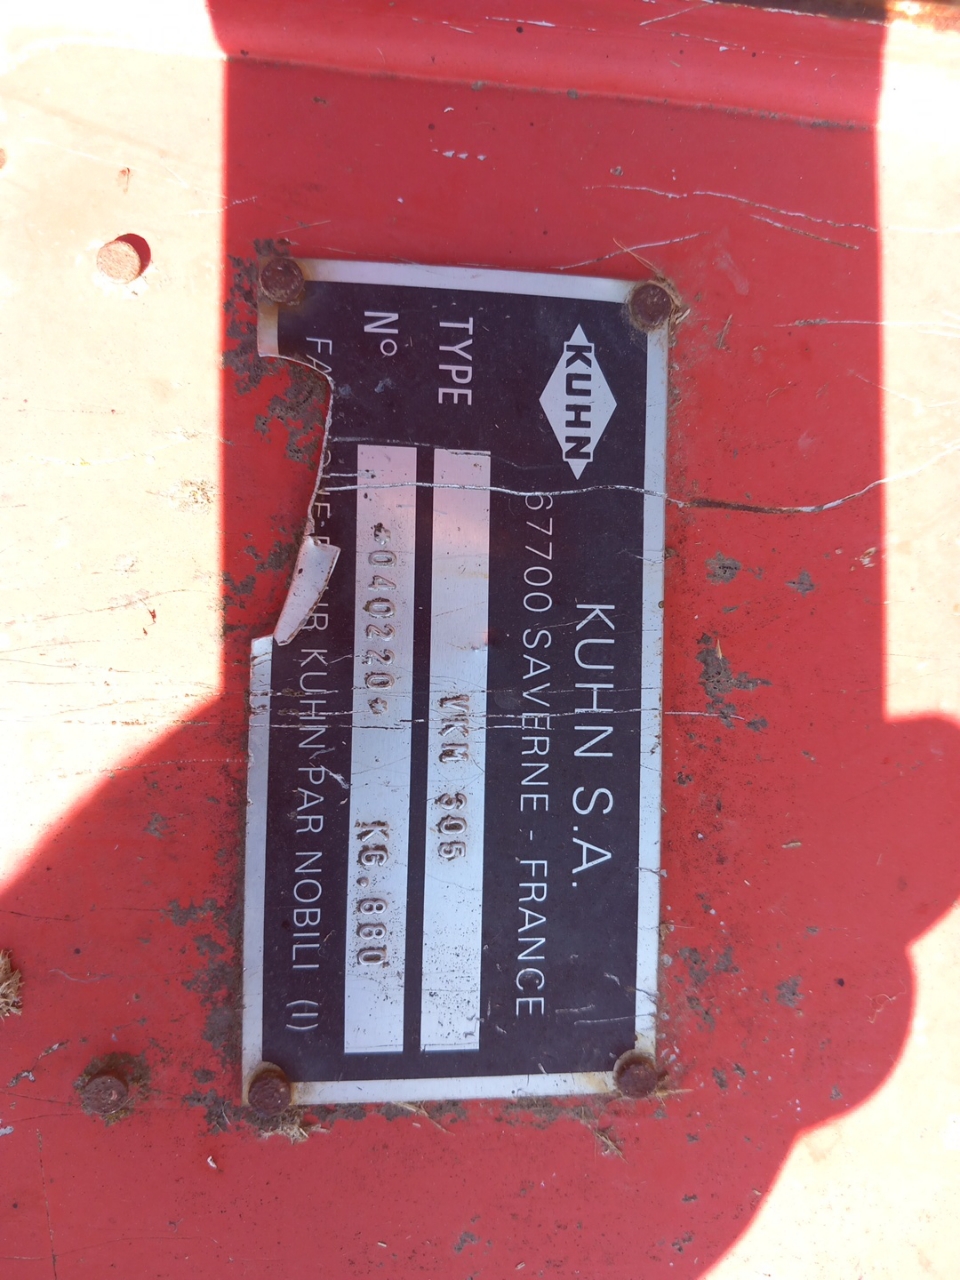 KUHN
KUHN S.A.
67700 SAVERNE - FRANCE
TYPE VKM 305
N° *040220* KG.880
KUHN PAR NOBILI (I)